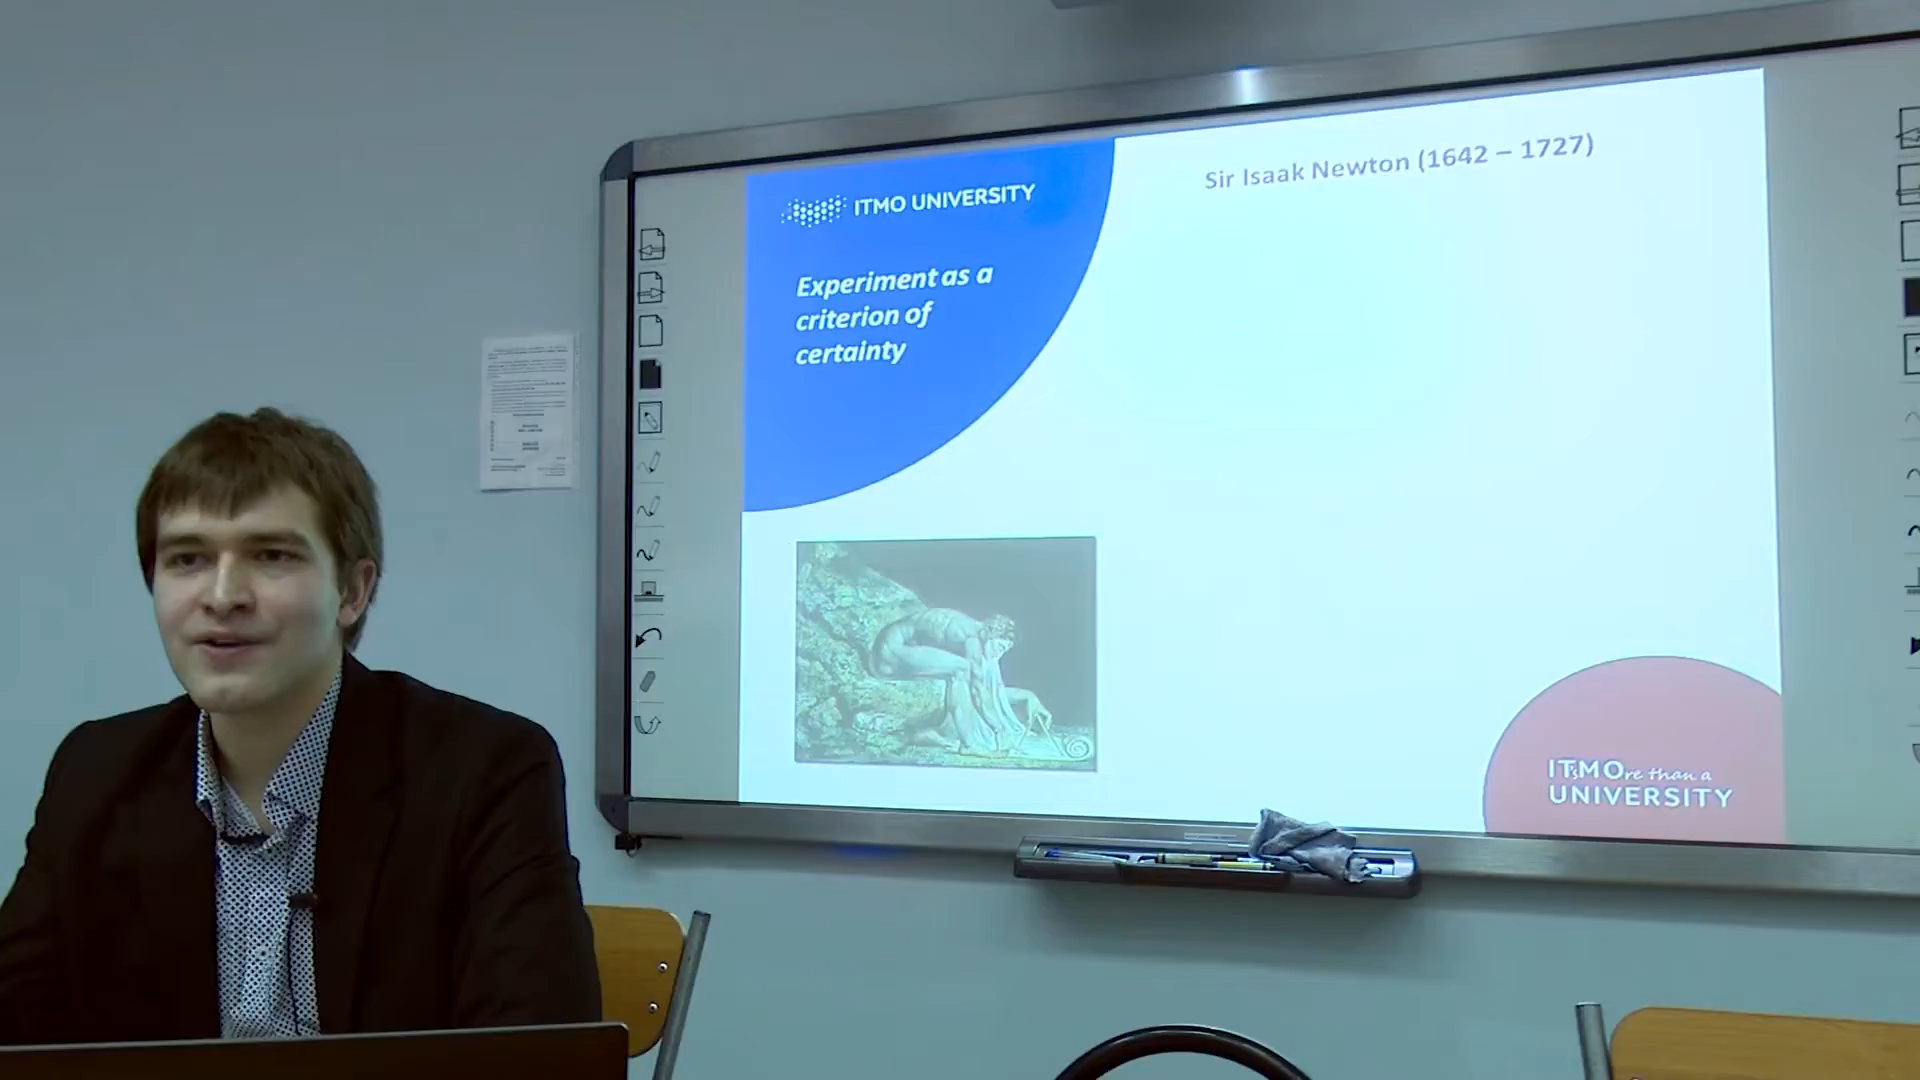 ITMO UNIVERSITY
Experiment as a
criterion of
certainty
Sir Isaak Newton (1642 – 1727)
ITsMOre than a
UNIVERSITY